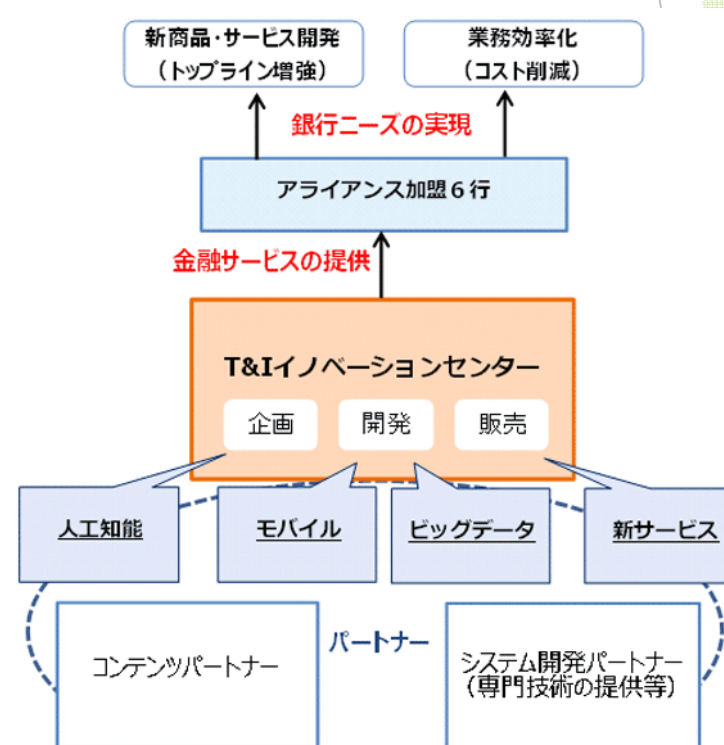 新商品・サービス開発
（トップライン増強）
業務効率化
（コスト削減）
銀行ニーズの実現
アライアンス加盟６行
金融サービスの提供
T&Iイノベーションセンター
企画
開発
販売
人工知能
モバイル
ビッグデータ
新サービス
パートナー
コンテンツパートナー
システム開発パートナー
（専門技術の提供等）